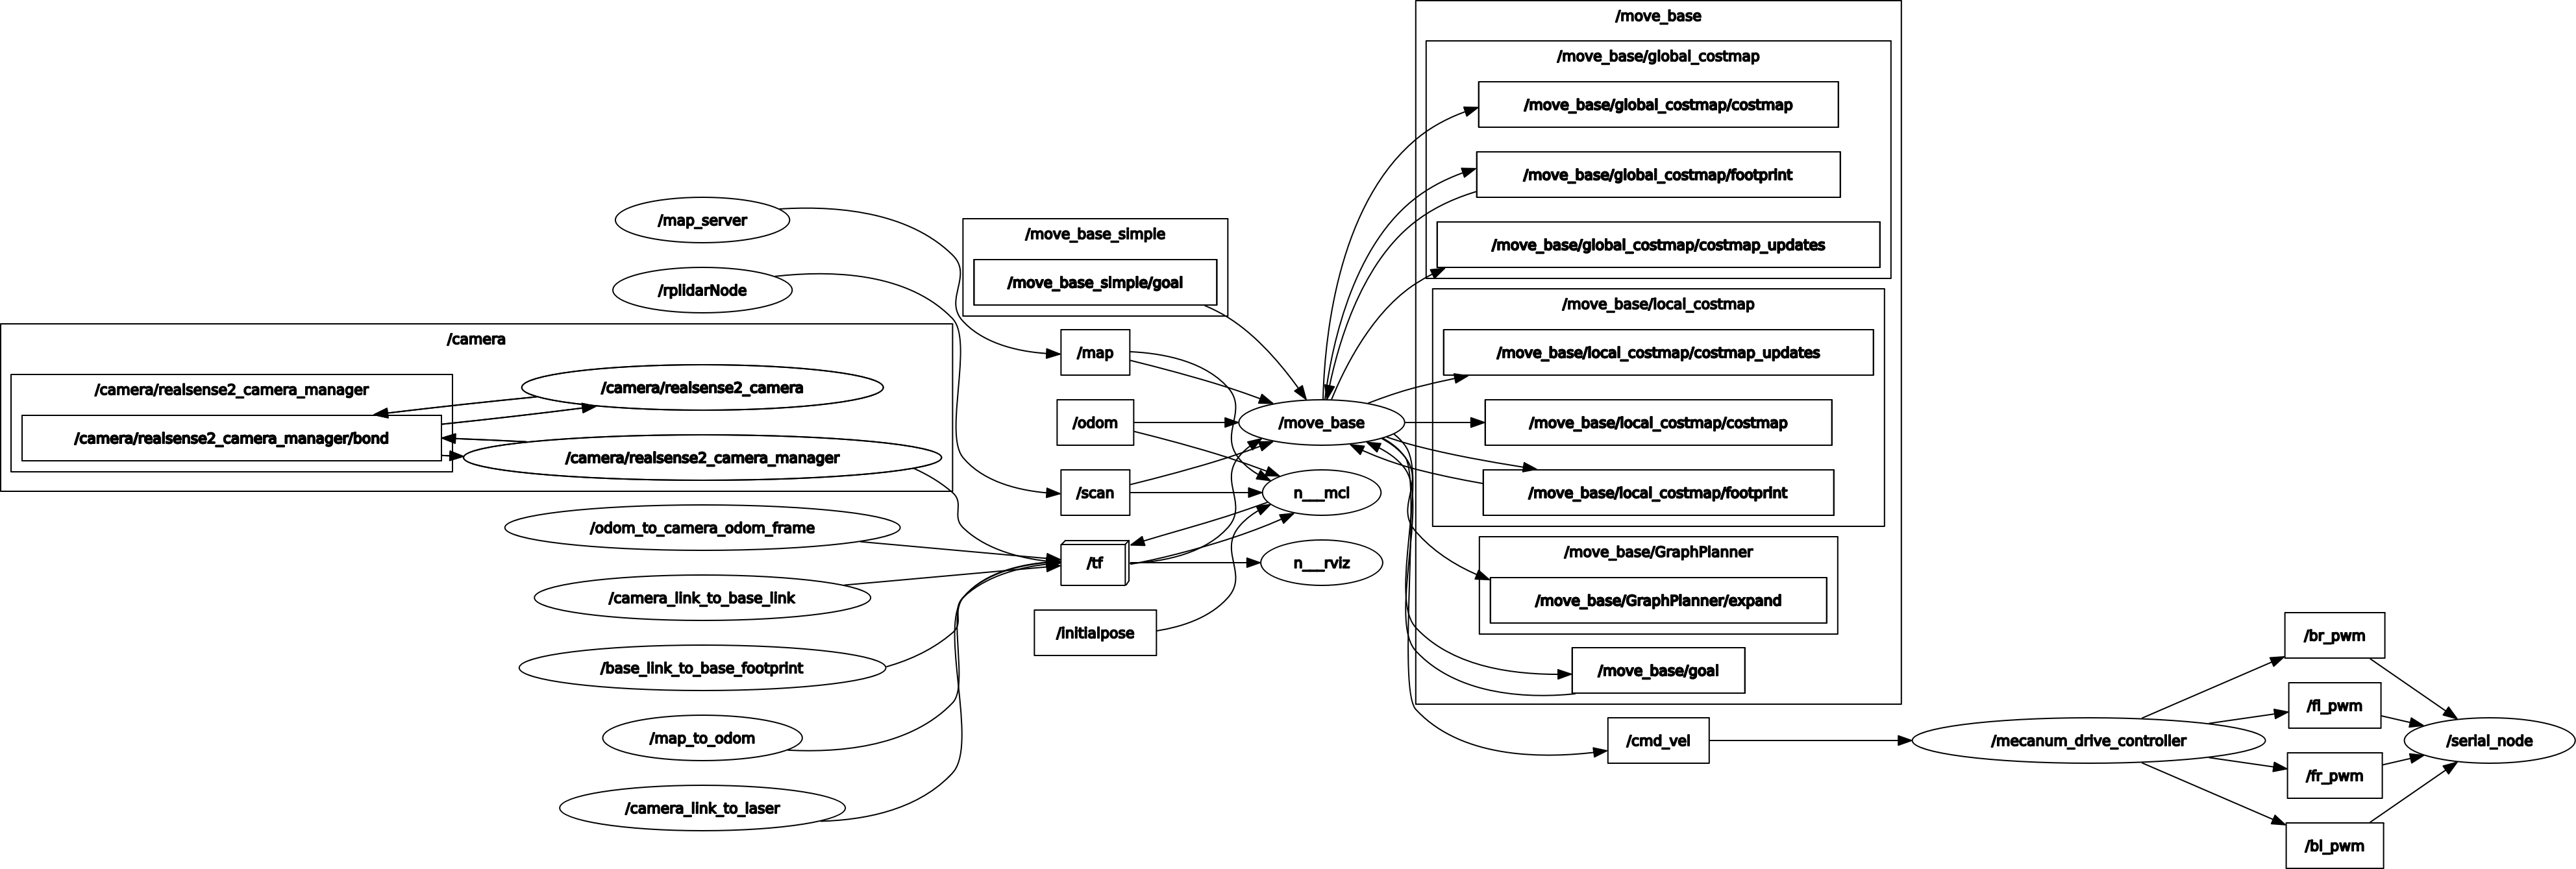 /move_base
/move_base/global_costmap
/move_base/global_costmap/costmap
/move_base/global_costmap/footprint
/move_base/global_costmap/costmap_updates
/move_base/local_costmap
/move_base/local_costmap/costmap_updates
/move_base/local_costmap/costmap
/move_base/local_costmap/footprint
/move_base/GraphPlanner
/move_base/GraphPlanner/expand
/move_base/goal
/map_server
/rplidarNode
/camera
/camera/realsense2_camera_manager
/camera/realsense2_camera_manager/bond
/camera/realsense2_camera
/camera/realsense2_camera_manager
/odom_to_camera_odom_frame
/camera_link_to_base_link
/base_link_to_base_footprint
/map_to_odom
/camera_link_to_laser
/move_base_simple
/move_base_simple/goal
/map
/odom
/scan
/tf
/initialpose
/move_base
n___mcl
n___rviz
/cmd_vel
/mecanum_drive_controller
/br_pwm
/fl_pwm
/fr_pwm
/bl_pwm
/serial_node